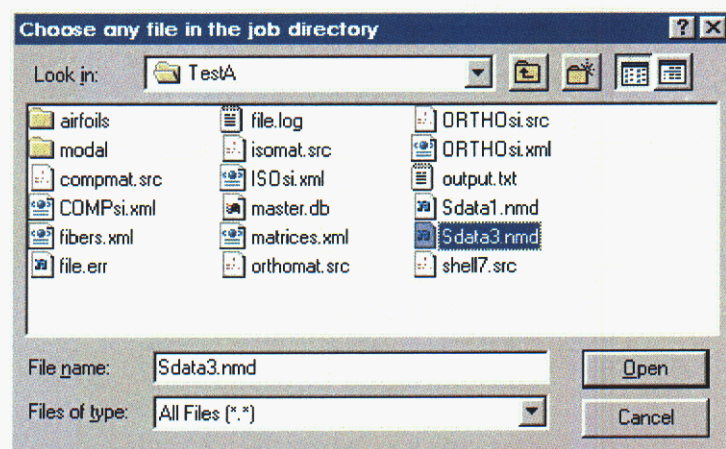 Choose any file in the job directory
Look in: TestA
airfoils file.log ORTHOsi.src
modal isomat.src ORTHOsi.xml
compmat.src ISOsi.xml output.txt
COMPsi.xml master.db Sdata1.nmd
fibers.xml matrices.xml Sdata3.nmd
file.err orthomat.src shell7.src
File name: Sdata3.nmd Open
Files of type: All Files (*.*) Cancel